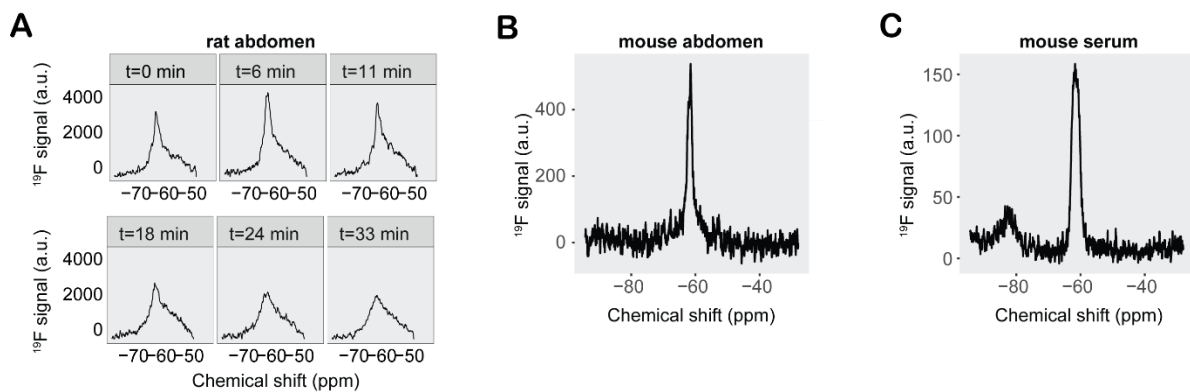 A
rat abdomen
t=0 min
t=6 min
t=11 min
¹⁹F signal (a.u.)
4000
2000
0
−70−60−50
−70−60−50
−70−60−50
t=18 min
t=24 min
t=33 min
¹⁹F signal (a.u.)
4000
2000
0
−70−60−50
−70−60−50
−70−60−50
Chemical shift (ppm)
B
mouse abdomen
¹⁹F signal (a.u.)
400
200
0
−80
−60
−40
Chemical shift (ppm)
C
mouse serum
¹⁹F signal (a.u.)
150
100
50
0
−80
−60
−40
Chemical shift (ppm)